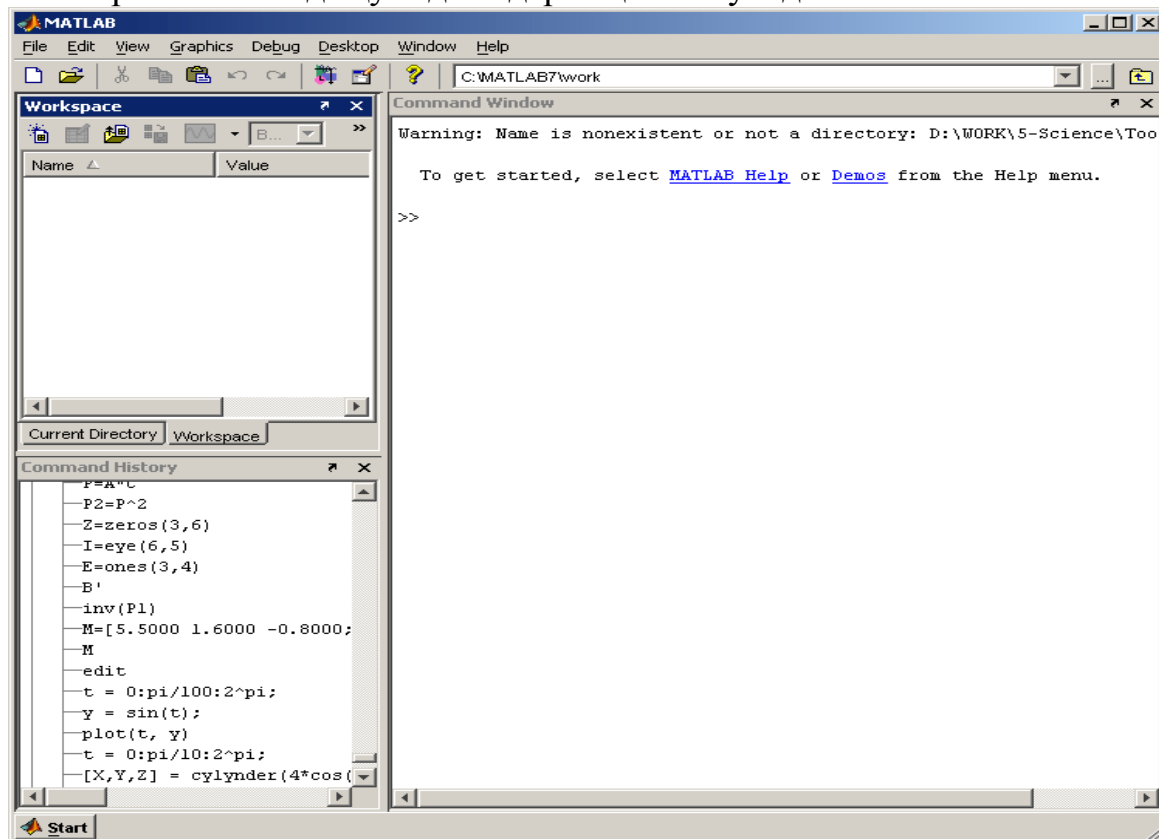 MATLAB
File Edit View Graphics Debug Desktop Window Help
C:\MATLAB7\work
...
Workspace
B...
Name Value
Current Directory Workspace
Command History
P2=P^2
Z=zeros(3,6)
I=eye(6,5)
E=ones(3,4)
B'
inv(P1)
M=[5.5000 1.6000 -0.8000;
M
edit
t = 0:pi/100:2^pi;
y = sin(t);
plot(t, y)
t = 0:pi/10:2^pi;
[X,Y,Z] = cylynder(4*cos(
Command Window
Warning: Name is nonexistent or not a directory: D:\WORK\5-Science\Too
To get started, select MATLAB Help or Demos from the Help menu.
>>
Start